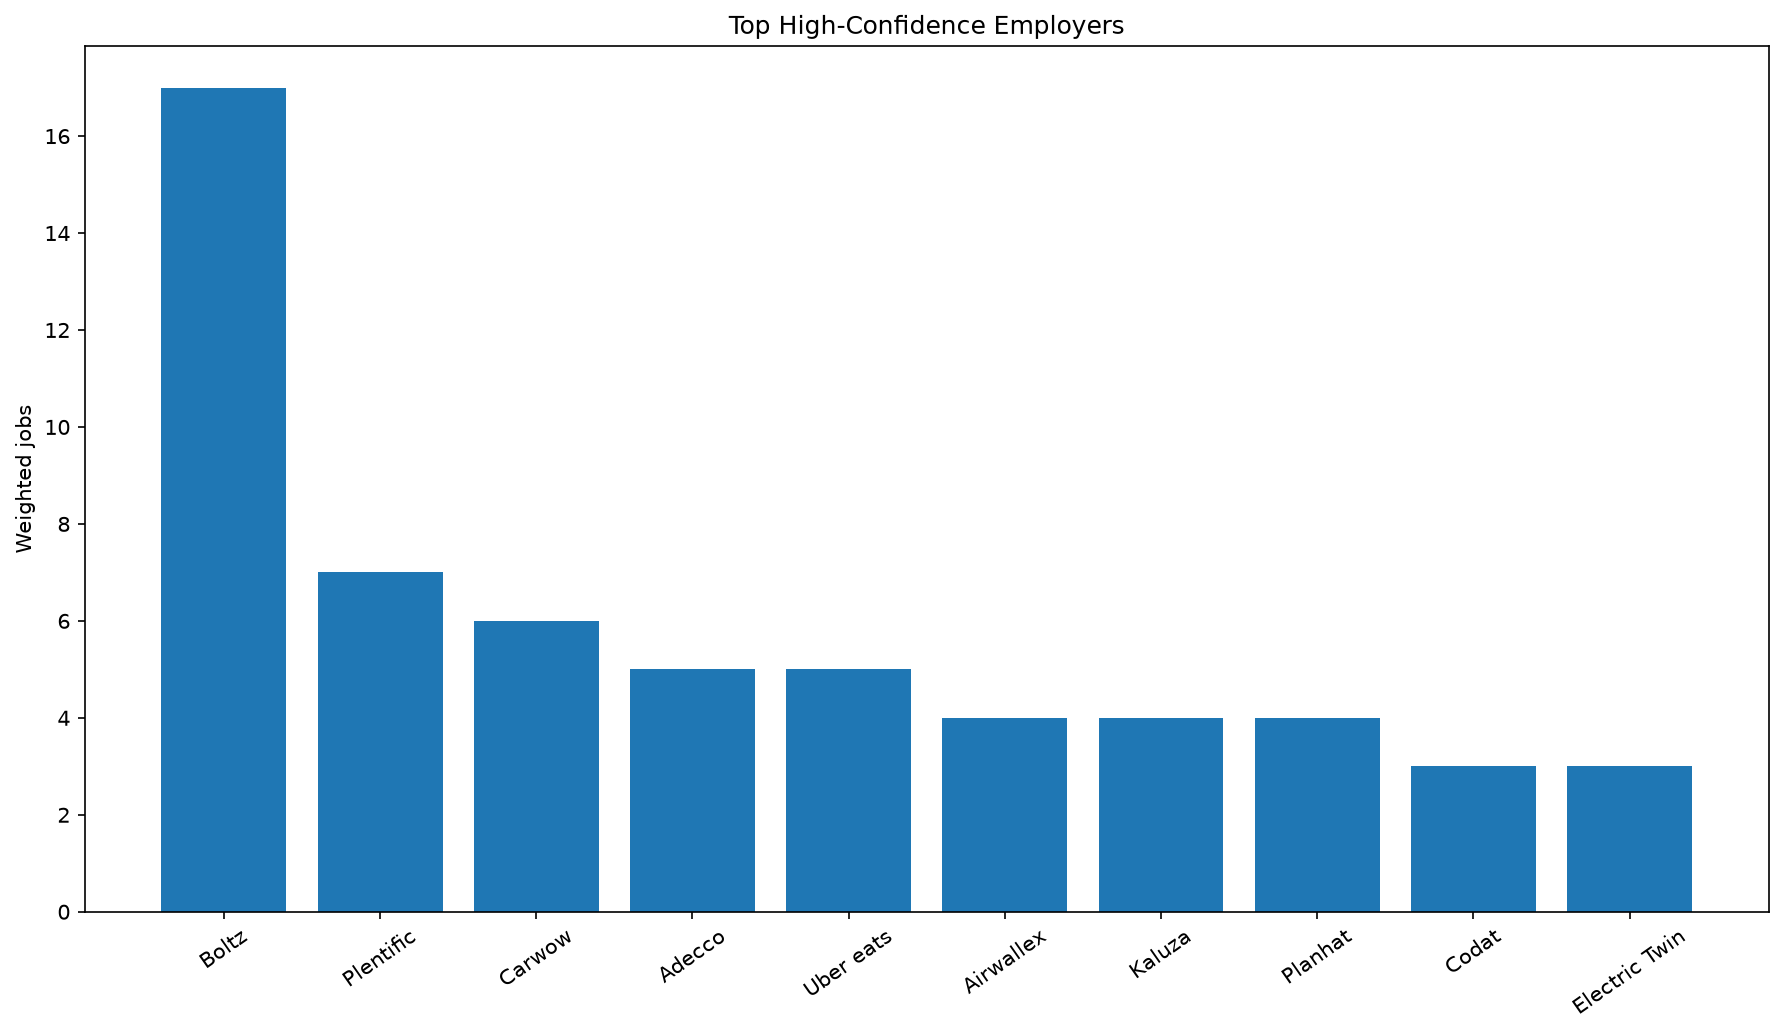 Top High-Confidence Employers
Weighted jobs
16
14
12
10
8
6
4
2
0
Boltz
Plentific
Carwow
Adecco
Uber eats
Airwallex
Kaluza
Planhat
Codat
Electric Twin